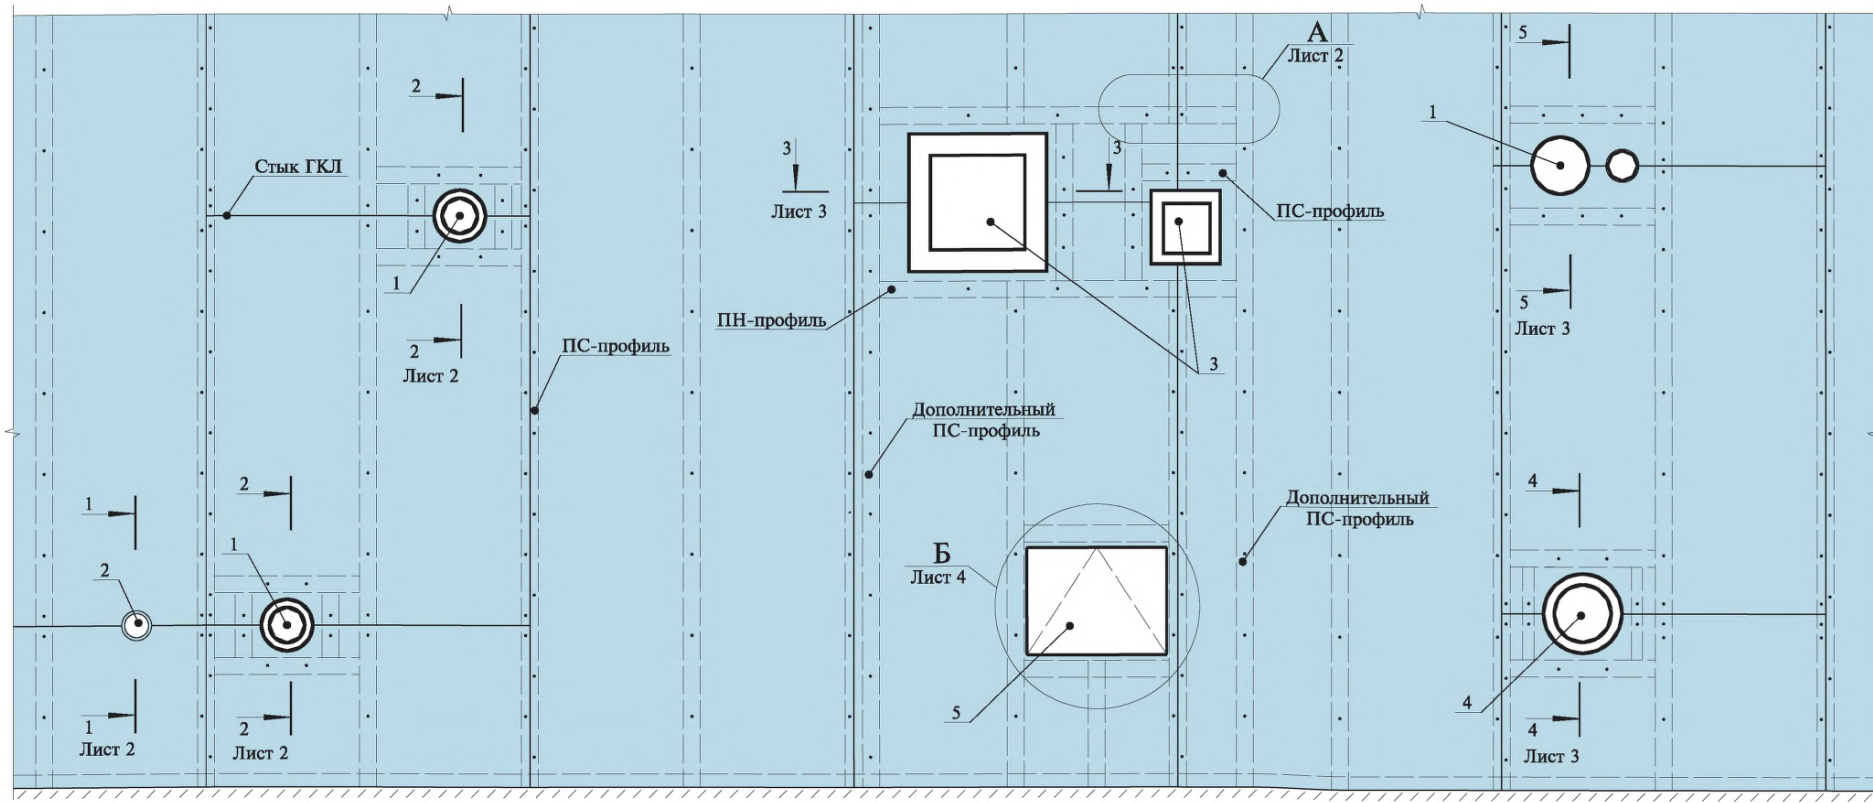 А
Лист 2
5
2
1
3
3
Стык ГКЛ
Лист 3
ПС-профиль
1
5
Лист 3
ПН-профиль
2
Лист 2
ПС-профиль
3
Дополнительный
ПС-профиль
2
4
Дополнительный
ПС-профиль
1
1
2
Б
Лист 4
5
4
1
Лист 2
2
Лист 2
4
Лист 3